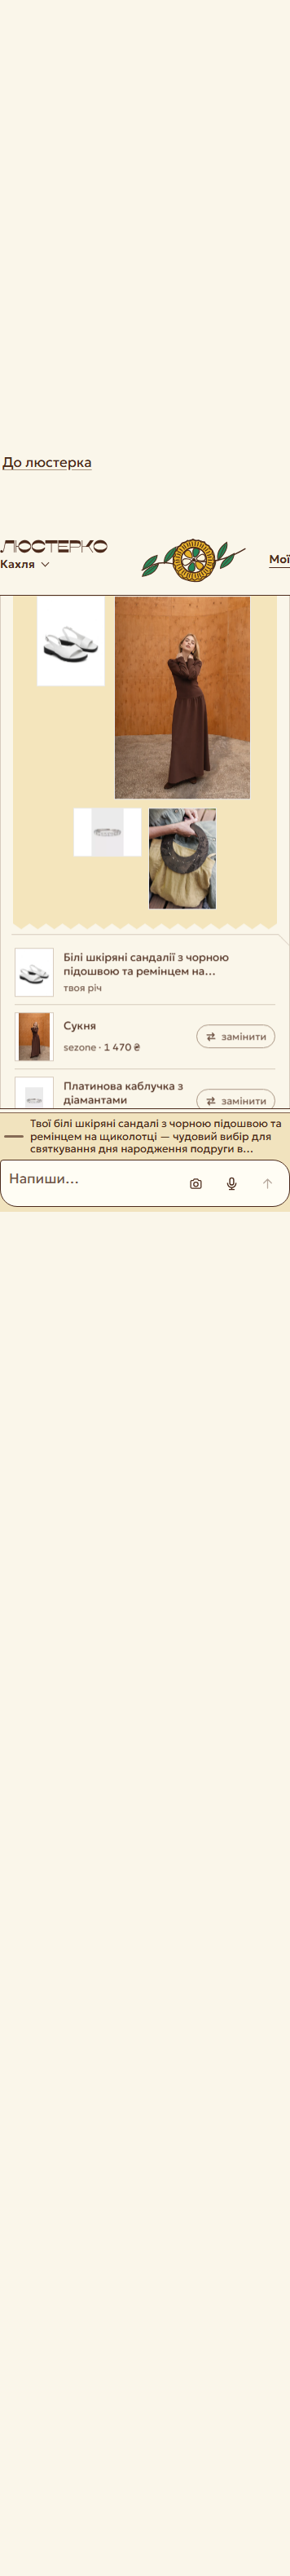 До люстерка
ЛЮСТЕРКО
Кахля
Мої
Білі шкіряні сандалії з чорною
підошвою та ремінцем на...
твоя річ
Сукня
sezone · 1 470 ₴
замінити
Платинова каблучка з
діамантами
замінити
Твої білі шкіряні сандалі з чорною підошвою та
ремінцем на щиколотці — чудовий вибір для
святкування дня народження подруги в...
Напиши...